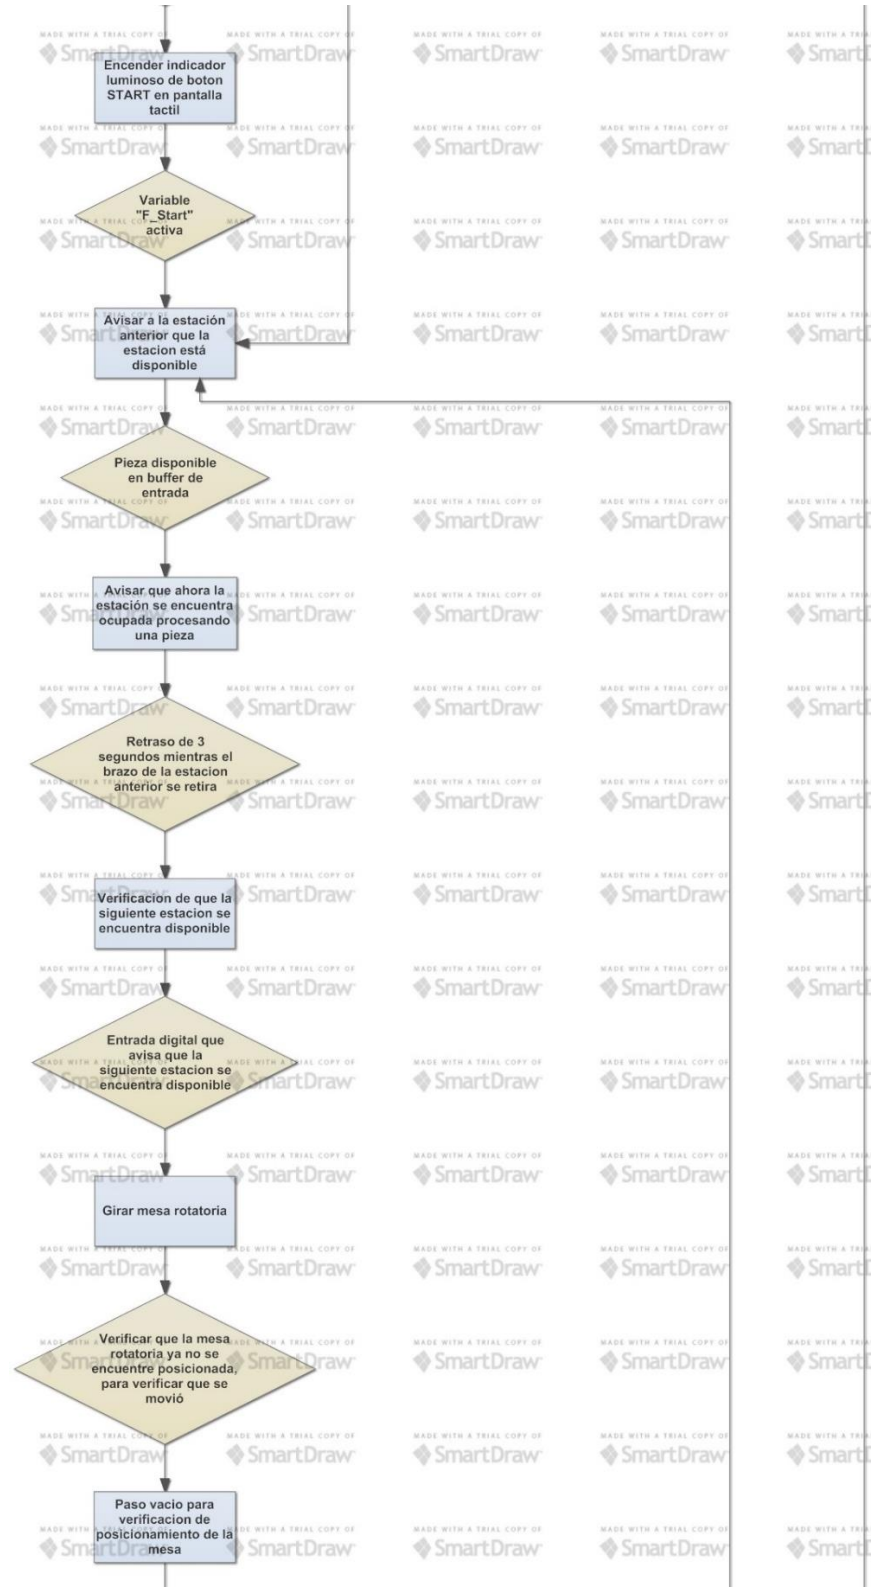 Encender indicador
luminoso de boton
START en pantalla
tactil
Variable
"F_Start"
activa
Avisar a la estación
anterior que la
estacion está
disponible
Pieza disponible
en buffer de
entrada
Avisar que ahora la
estación se encuentra
ocupada procesando
una pieza
Retraso de 3
segundos mientras el
brazo de la estacion
anterior se retira
Verificacion de que la
siguiente estacion se
encuentra disponible
Entrada digital que
avisa que la
siguiente estacion se
encuentra disponible
Girar mesa rotatoria
Verificar que la mesa
rotatoria ya no se
encuentre posicionada,
para verificar que se
movió
Paso vacio para
verificacion de
posicionamiento de la
mesa
MADE WITH A TRIAL COPY OF
SmartDraw